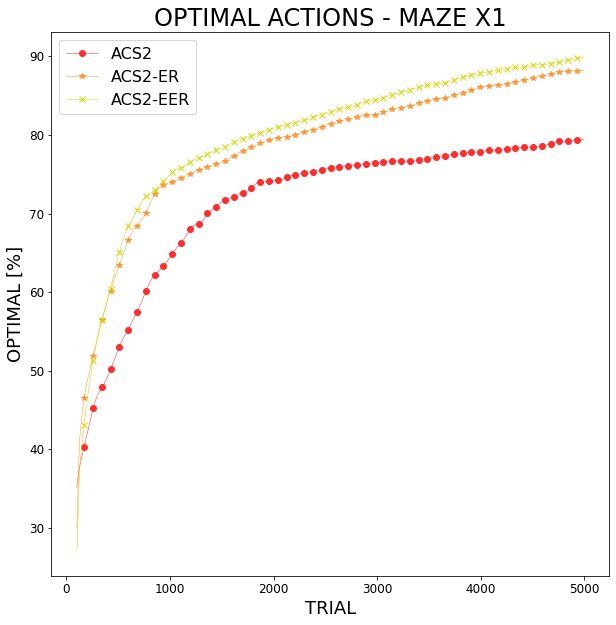 OPTIMAL ACTIONS - MAZE X1
ACS2
ACS2-ER
ACS2-EER
OPTIMAL [%]
90
80
70
60
50
40
30
0 1000 2000 3000 4000 5000
TRIAL